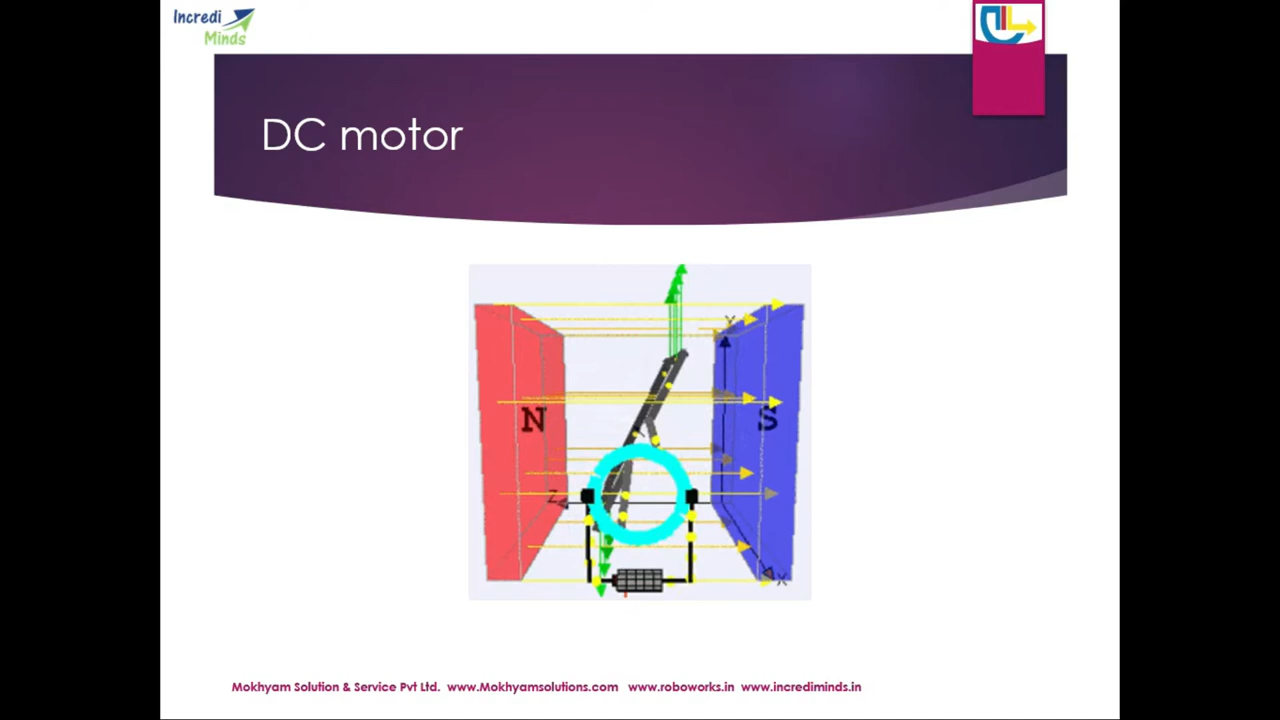 Incredi
Minds
DC motor
Y
N
S
Z
X
Mokhyam Solution & Service Pvt Ltd. www.Mokhyamsolutions.com www.roboworks.in www.incrediminds.in